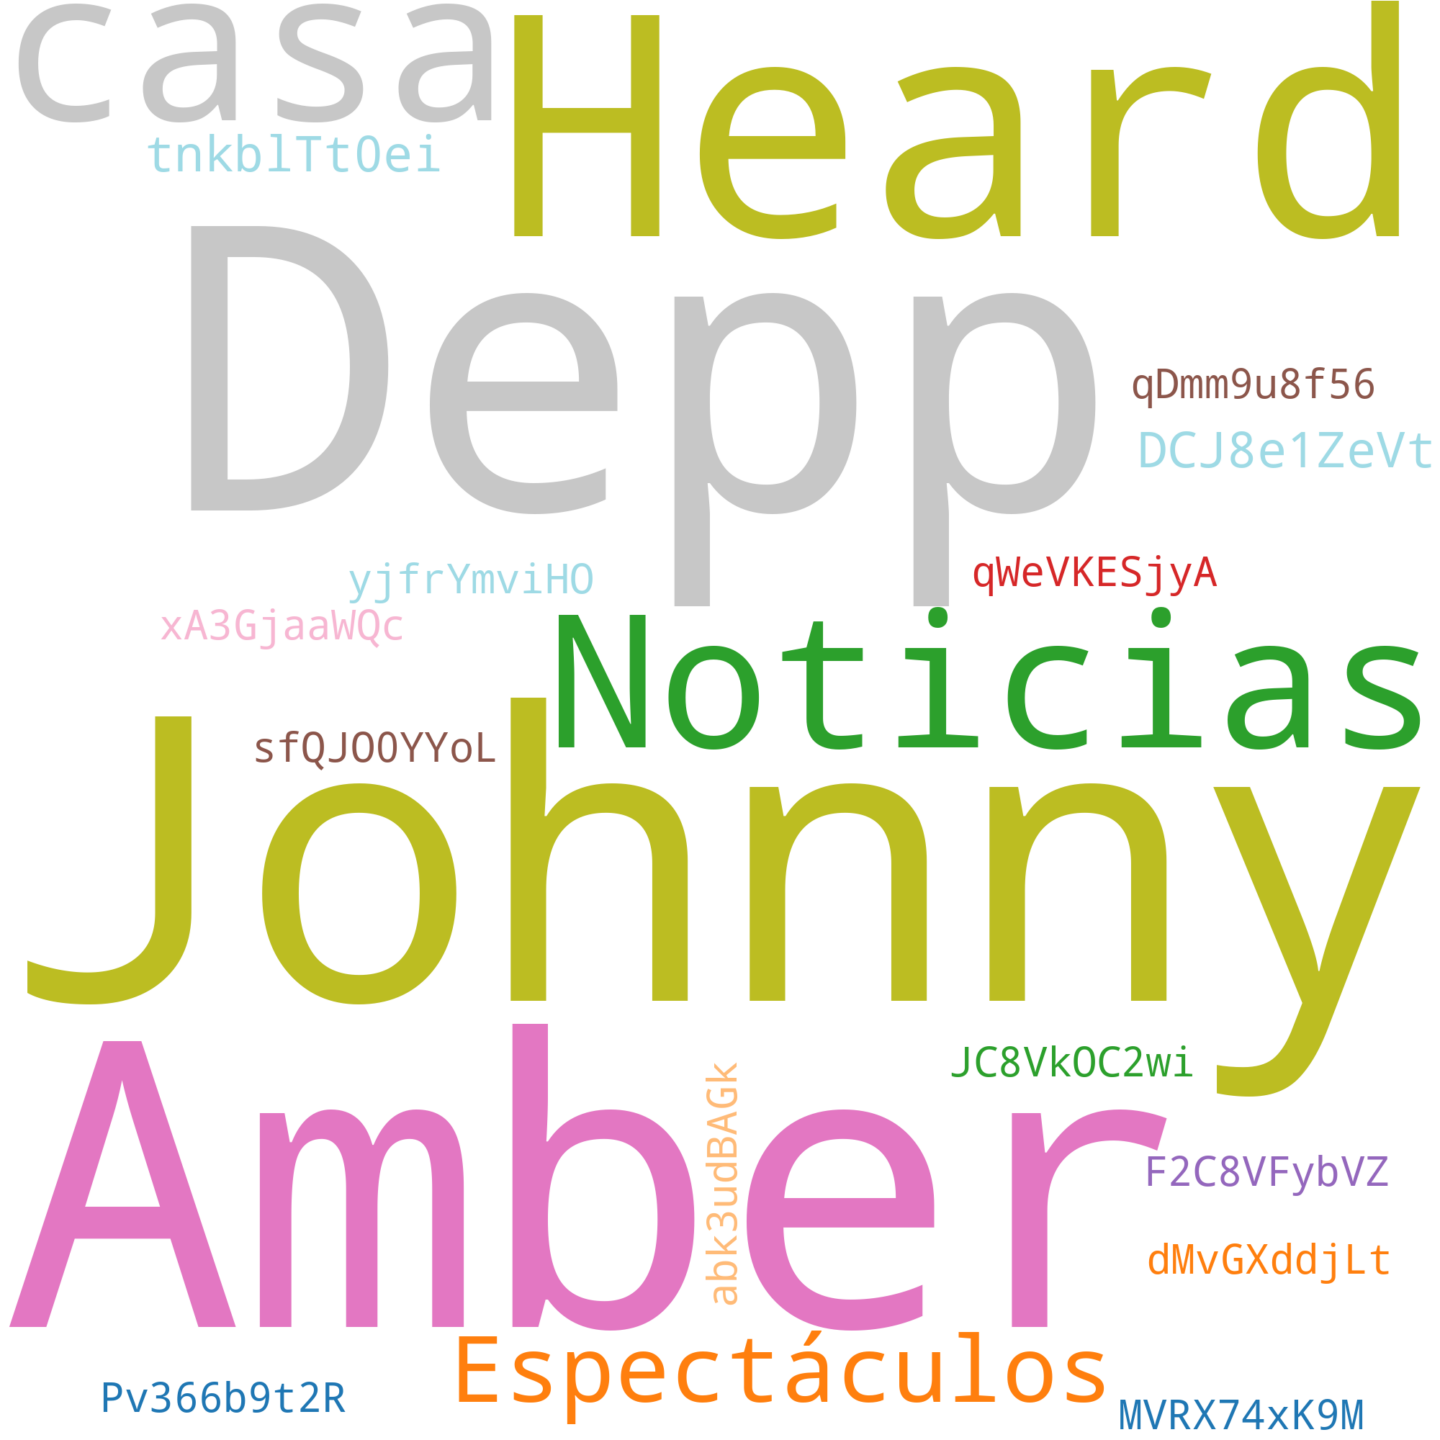 casa
Heard
tnkblTtOei
Depp
qDmm9u8f56
DCJ8e1ZeVt
yjfrYmviHO
qWeVKESjyA
xA3GjaaWQc
Noticias
sfQJOOYYoL
Johnny
Amber
JC8VkOC2wi
abk3udBAGk
F2C8VFybVZ
dMvGXddjLt
Espectáculos
Pv366b9t2R
MVRX74xK9M